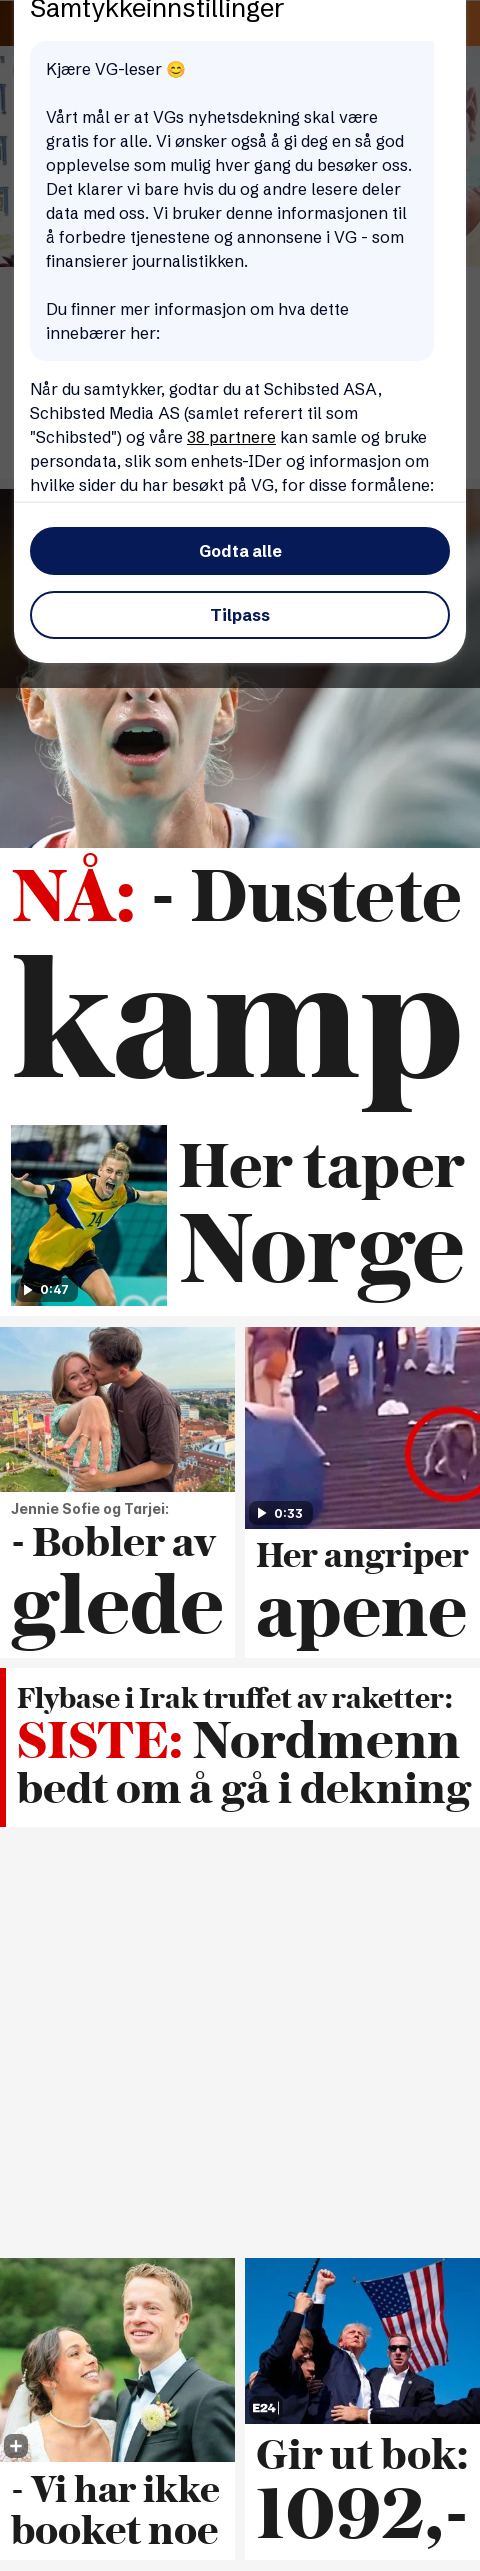 Samtykkeinnstillinger
Kjære VG-leser 😊
Vårt mål er at VGs nyhetsdekning skal være
gratis for alle. Vi ønsker også å gi deg en så god
opplevelse som mulig hver gang du besøker oss.
Det klarer vi bare hvis du og andre lesere deler
data med oss. Vi bruker denne informasjonen til
å forbedre tjenestene og annonsene i VG - som
finansierer journalistikken.
Du finner mer informasjon om hva dette
innebærer her:
Når du samtykker, godtar du at Schibsted ASA,
Schibsted Media AS (samlet referert til som
"Schibsted") og våre 38 partnere kan samle og bruke
persondata, slik som enhets-IDer og informasjon om
hvilke sider du har besøkt på VG, for disse formålene:
Godta alle
Tilpass
NÅ: - Dustete
kamp
24
0:47
Her taper
Norge
Jennie Sofie og Tarjei:
- Bobler av
glede
0:33
Her angriper
apene
Flybase i Irak truffet av raketter:
SISTE: Nordmenn
bedt om å gå i dekning
- Vi har ikke
booket noe
E24
Gir ut bok:
1092,-